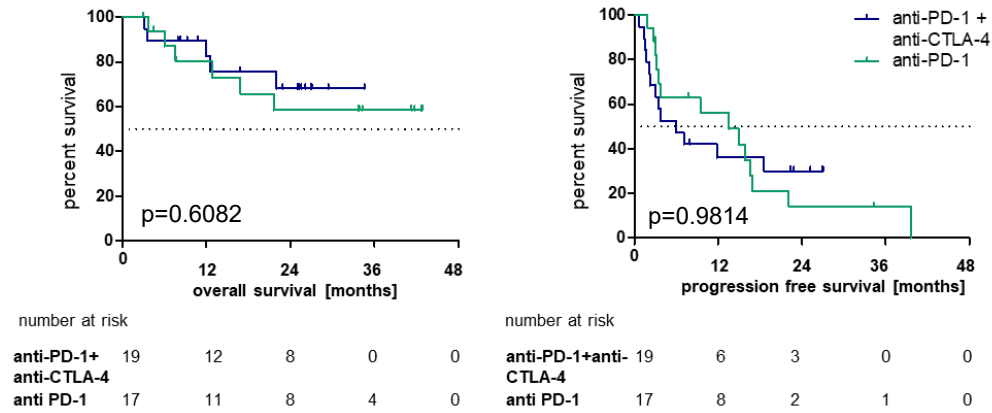 100
80
60
40
20
0
percent survival
p=0.6082
0 12 24 36 48
overall survival [months]
number at risk
anti-PD-1+ 19 12 8 0 0
anti-CTLA-4
anti PD-1 17 11 8 4 0
100
80
60
40
20
0
percent survival
anti-PD-1 +
anti-CTLA-4
anti-PD-1
p=0.9814
0 12 24 36 48
progression free survival [months]
number at risk
anti-PD-1+anti- 19 6 3 0 0
CTLA-4
anti PD-1 17 8 2 1 0